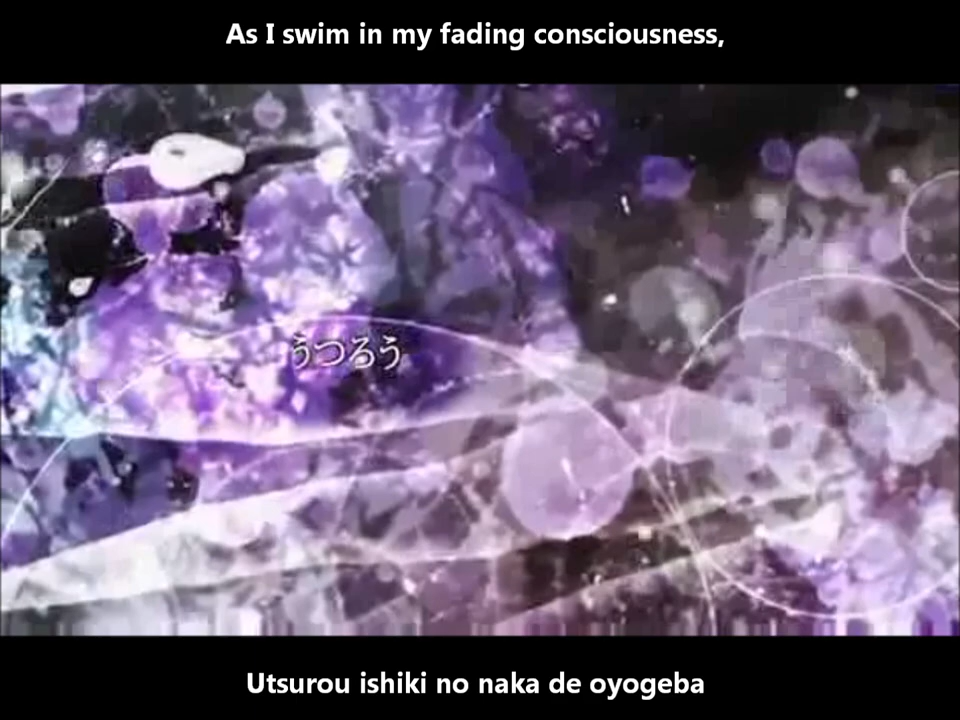 As I swim in my fading consciousness,
うつろう
Utsurou ishiki no naka de oyogeba